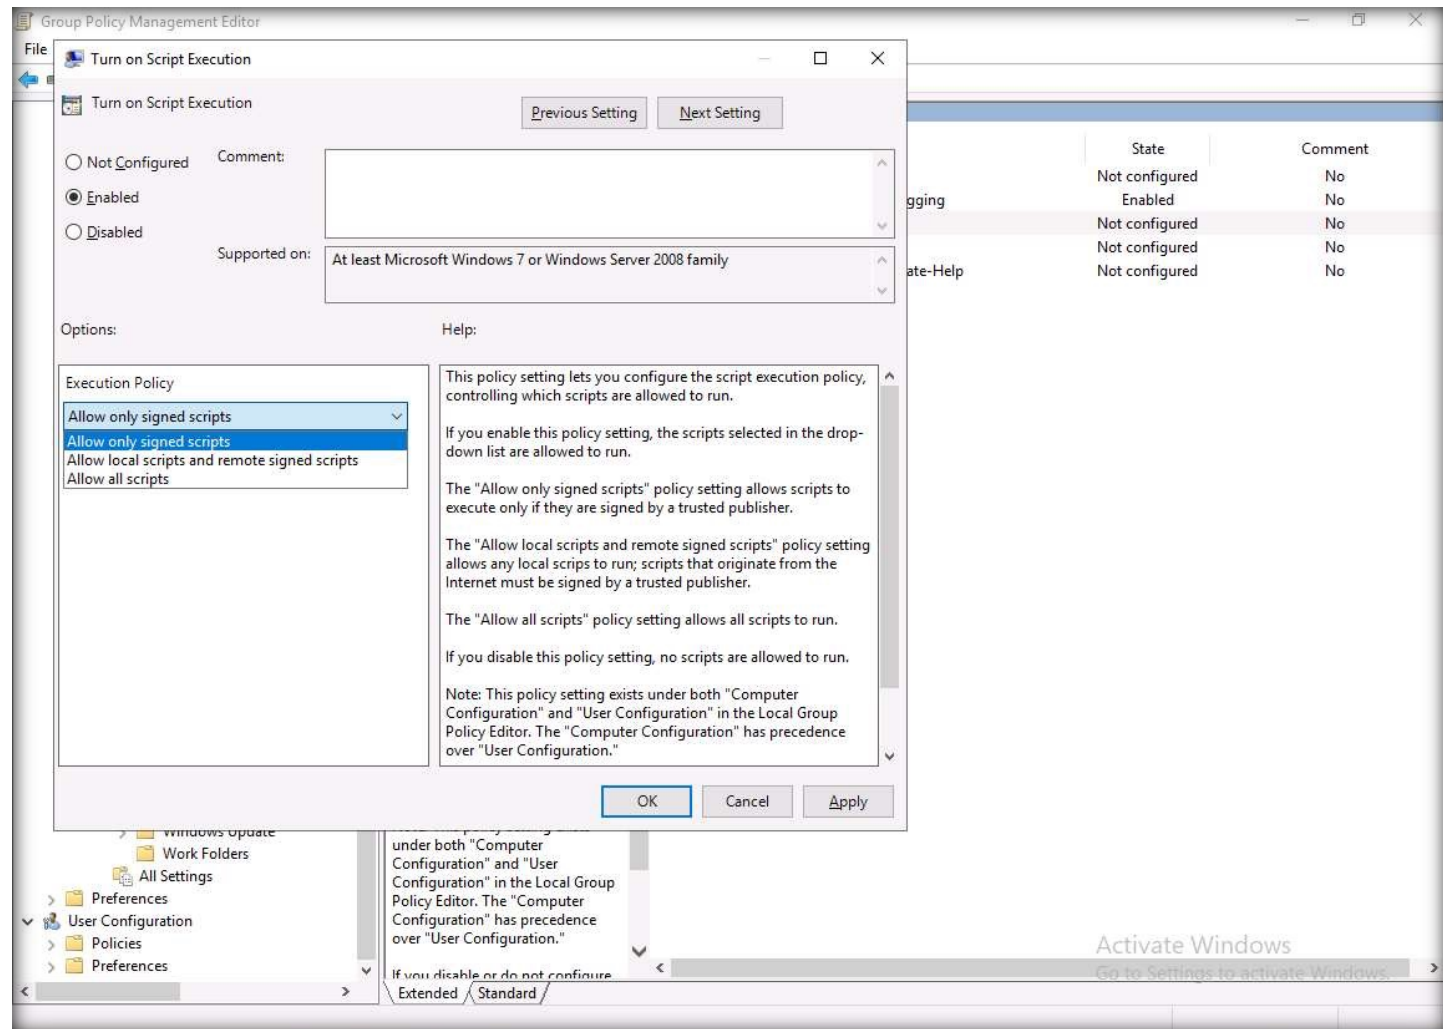 Group Policy Management Editor
File
Turn on Script Execution
Turn on Script Execution
Previous Setting
Next Setting
Not Configured
Comment:
Enabled
Disabled
Supported on:
At least Microsoft Windows 7 or Windows Server 2008 family
Options:
Help:
Execution Policy
Allow only signed scripts
Allow only signed scripts
Allow local scripts and remote signed scripts
Allow all scripts
This policy setting lets you configure the script execution policy,
controlling which scripts are allowed to run.
If you enable this policy setting, the scripts selected in the drop-
down list are allowed to run.
The "Allow only signed scripts" policy setting allows scripts to
execute only if they are signed by a trusted publisher.
The "Allow local scripts and remote signed scripts" policy setting
allows any local scrips to run; scripts that originate from the
Internet must be signed by a trusted publisher.
The "Allow all scripts" policy setting allows all scripts to run.
If you disable this policy setting, no scripts are allowed to run.
Note: This policy setting exists under both "Computer
Configuration" and "User Configuration" in the Local Group
Policy Editor. The "Computer Configuration" has precedence
over "User Configuration."
OK
Cancel
Apply
State Comment
Not configured No
gging Enabled No
Not configured No
Not configured No
ate-Help Not configured No
Windows Update
Work Folders
All Settings
Preferences
User Configuration
Policies
Preferences
under both "Computer
Configuration" and "User
Configuration" in the Local Group
Policy Editor. The "Computer
Configuration" has precedence
over "User Configuration."
If you disable or do not configure
Extended
Standard
Activate Windows
Go to Settings to activate Windows.